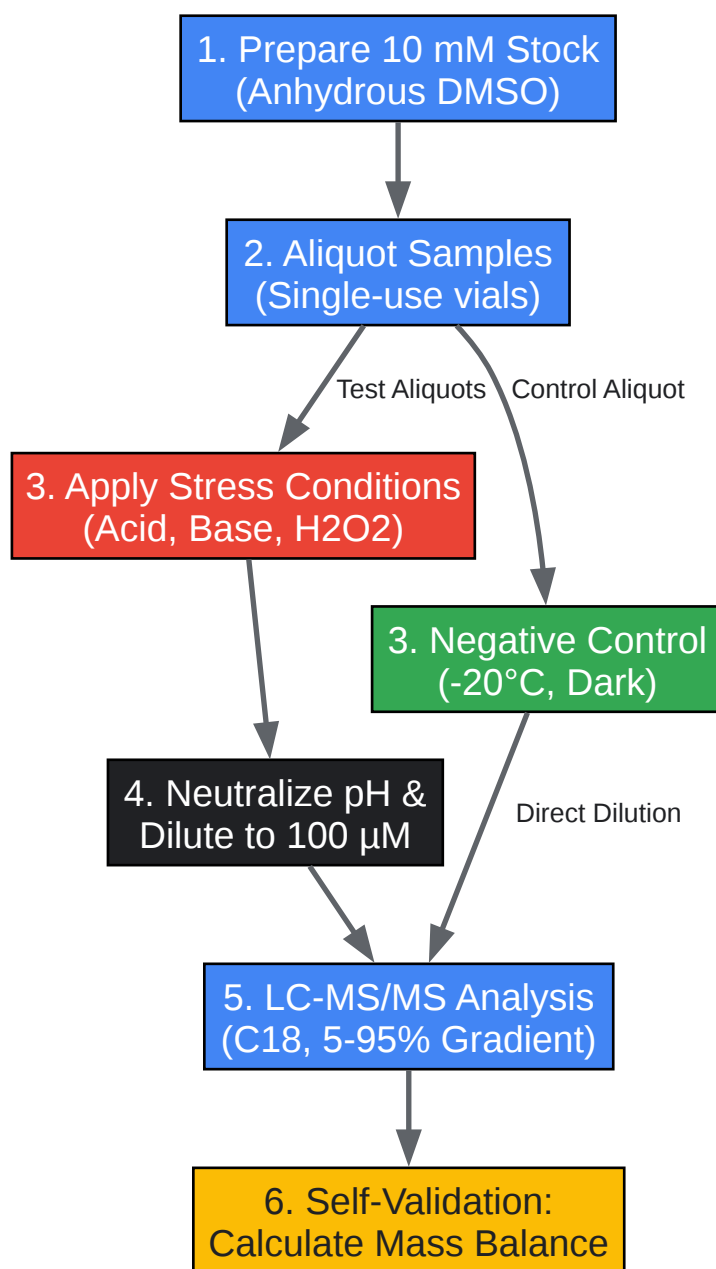 1. Prepare 10 mM Stock
(Anhydrous DMSO)
2. Aliquot Samples
(Single-use vials)
Test Aliquots
Control Aliquot
3. Apply Stress Conditions
(Acid, Base, H2O2)
3. Negative Control
(-20°C, Dark)
4. Neutralize pH &
Dilute to 100 µM
Direct Dilution
5. LC-MS/MS Analysis
(C18, 5-95% Gradient)
6. Self-Validation:
Calculate Mass Balance